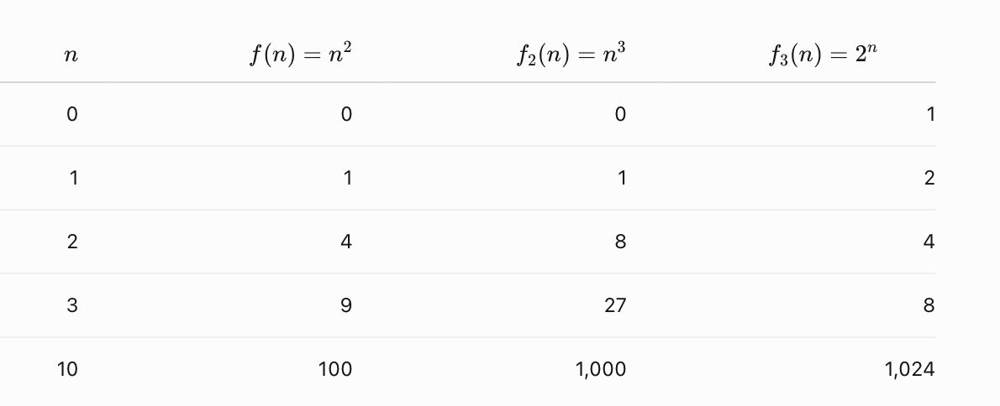 n f(n) = n² f₂(n) = n³ f₃(n) = 2ⁿ
0 0 0 1
1 1 1 2
2 4 8 4
3 9 27 8
10 100 1,000 1,024